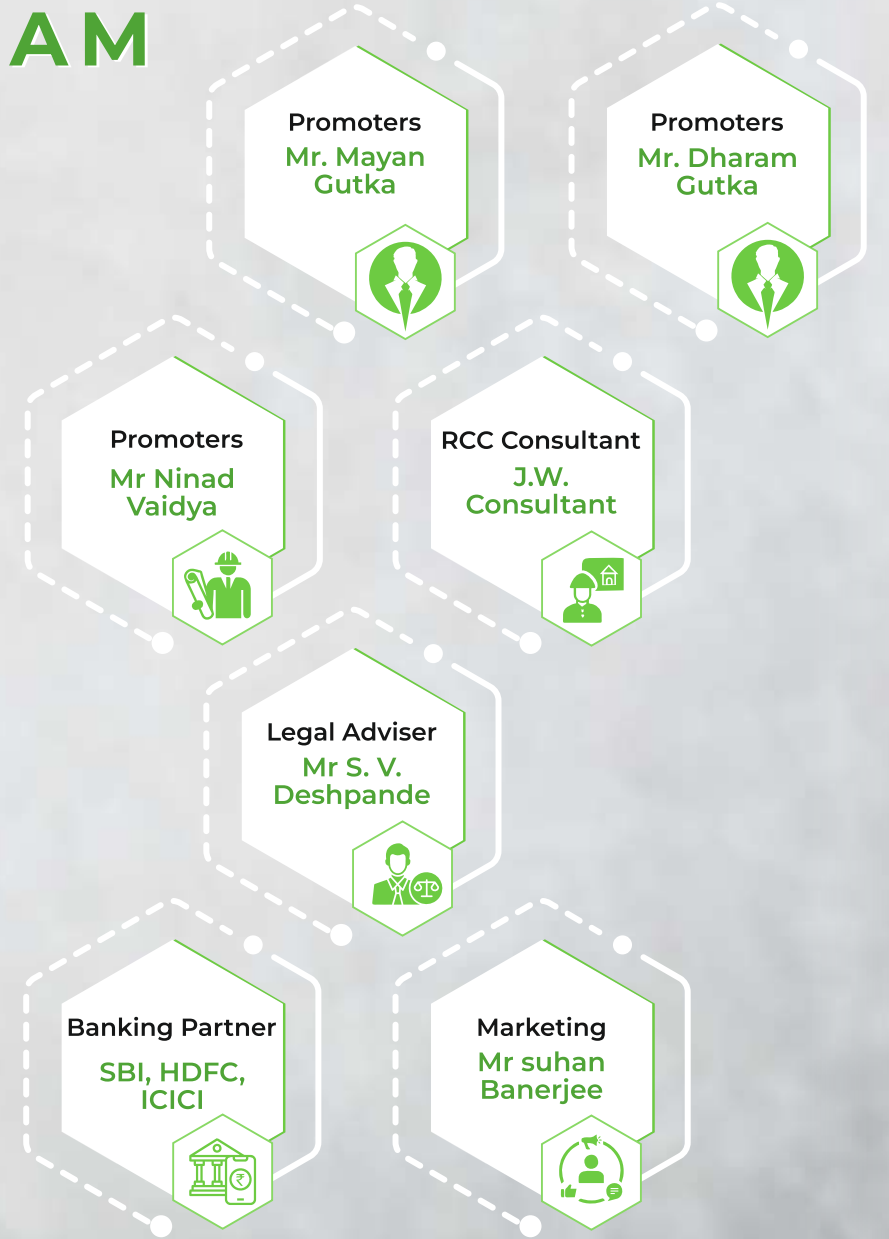 AM
Promoters
Mr. Mayan
Gutka
Promoters
Mr. Dharam
Gutka
Promoters
Mr Ninad
Vaidya
RCC Consultant
J.W.
Consultant
Legal Adviser
Mr S. V.
Deshpande
Banking Partner
SBI, HDFC,
ICICI
₹
Marketing
Mr suhan
Banerjee